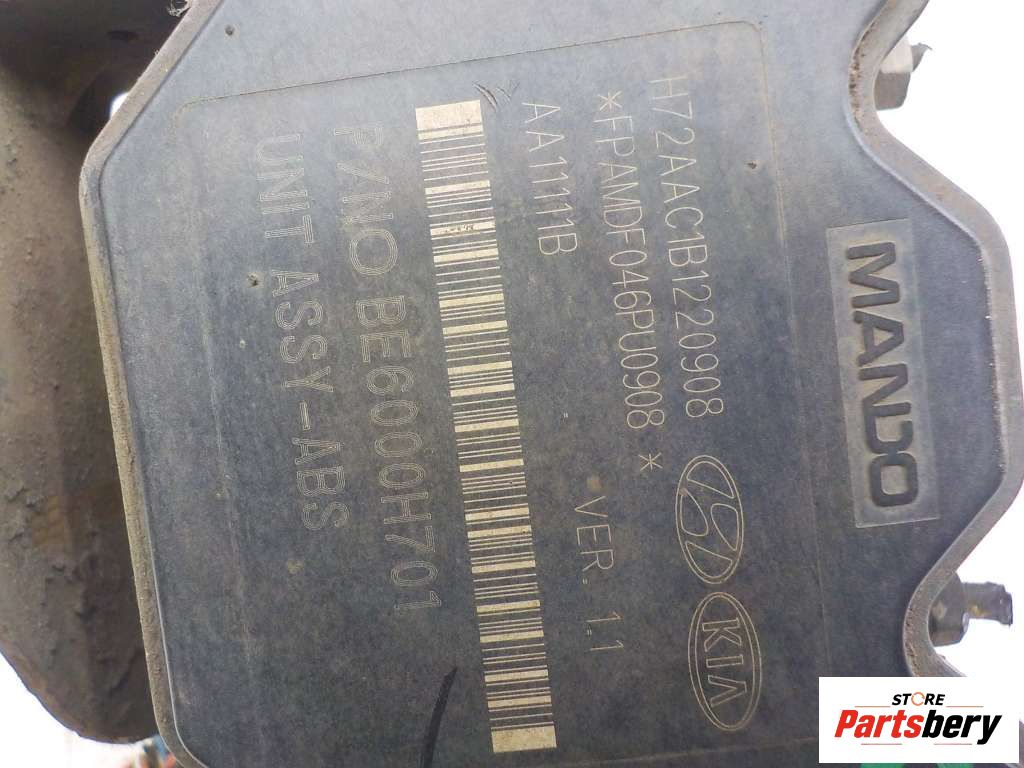 MANDO
H72AAC1B1220908
*FPAMDF046PU0908*
KIA
AA1111B
VER. 1.1
P/NO BE6000H701
UNIT ASSY-ABS
STORE
Partsbery